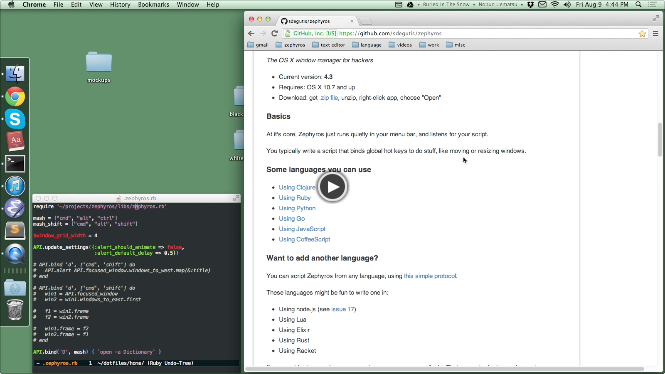 Chrome File Edit View History Bookmarks Window Help
Fri Aug 9 4:44 PM
mockups
black
white
sdegutis/zephyros
GitHub, Inc. [US] https://github.com/sdegutis/zephyros
gmail zephyros text editor language videos work misc
The OS X window manager for hackers
Current version: 4.3
Requires: OS X 10.7 and up
Download: get .zip file, unzip, right-click app, choose "Open"
Basics
At it's core, Zephyros just runs quietly in your menu bar, and listens for your script.
You typically write a script that binds global hot keys to do stuff, like moving or resizing windows.
Some languages you can use
Using Clojure
Using Ruby
Using Python
Using Go
Using JavaScript
Using CoffeeScript
Want to add another language?
You can script Zephyros from any language, using this simple protocol.
These languages might be fun to write one in:
Using node.js (see issue 17)
Using Lua
Using Elixir
Using Rust
Using Racket
.zephyros.rb
require '~/projects/zephyros/libs/zephyros.rb'
mash = ["cmd", "alt", "ctrl"]
mash_shift = ["cmd", "alt", "shift"]
$window_grid_width = 4
API.update_settings({:alert_should_animate => false,
:alert_default_delay => 0.5})
# API.bind 'd', ["cmd", "shift"] do
# API.alert API.focused_window.windows_to_west.map(&:title)
# end
# API.bind 'd', ["cmd", "shift"] do
# win1 = API.focused_window
# win2 = win1.windows_to_east.first
# f1 = win1.frame
# f2 = win2.frame
# win1.frame = f2
# win2.frame = f1
# end
API.bind('D', mash) { `open -a Dictionary` }
- .zephyros.rb 1 ~/dotfiles/home/ (Ruby Undo-Tree)